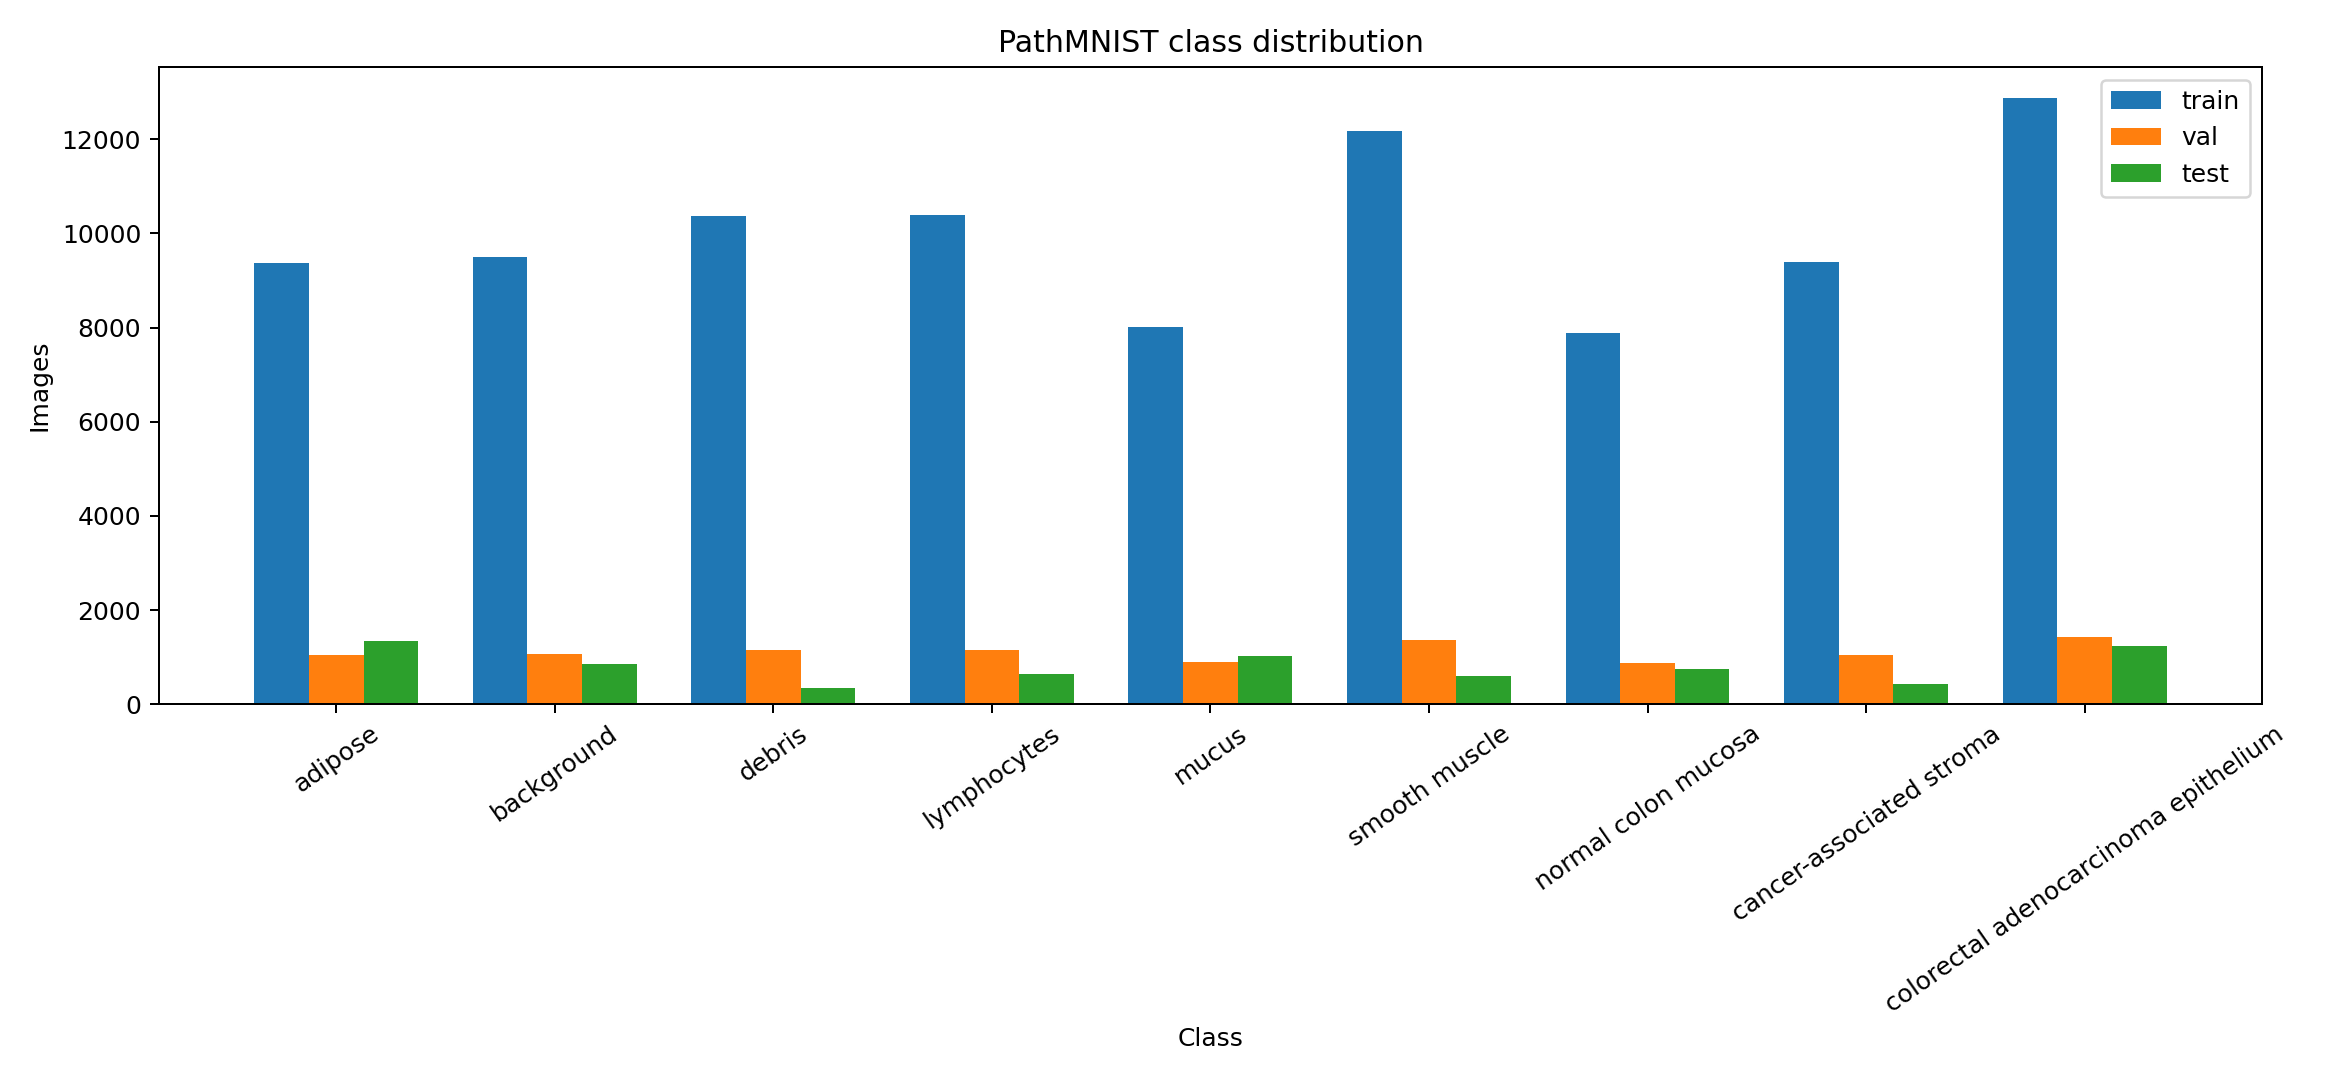 PathMNIST class distribution
train
val
test
12000
10000
8000
6000
4000
2000
0
Images
adipose
background
debris
lymphocytes
mucus
smooth muscle
normal colon mucosa
cancer-associated stroma
colorectal adenocarcinoma epithelium
Class